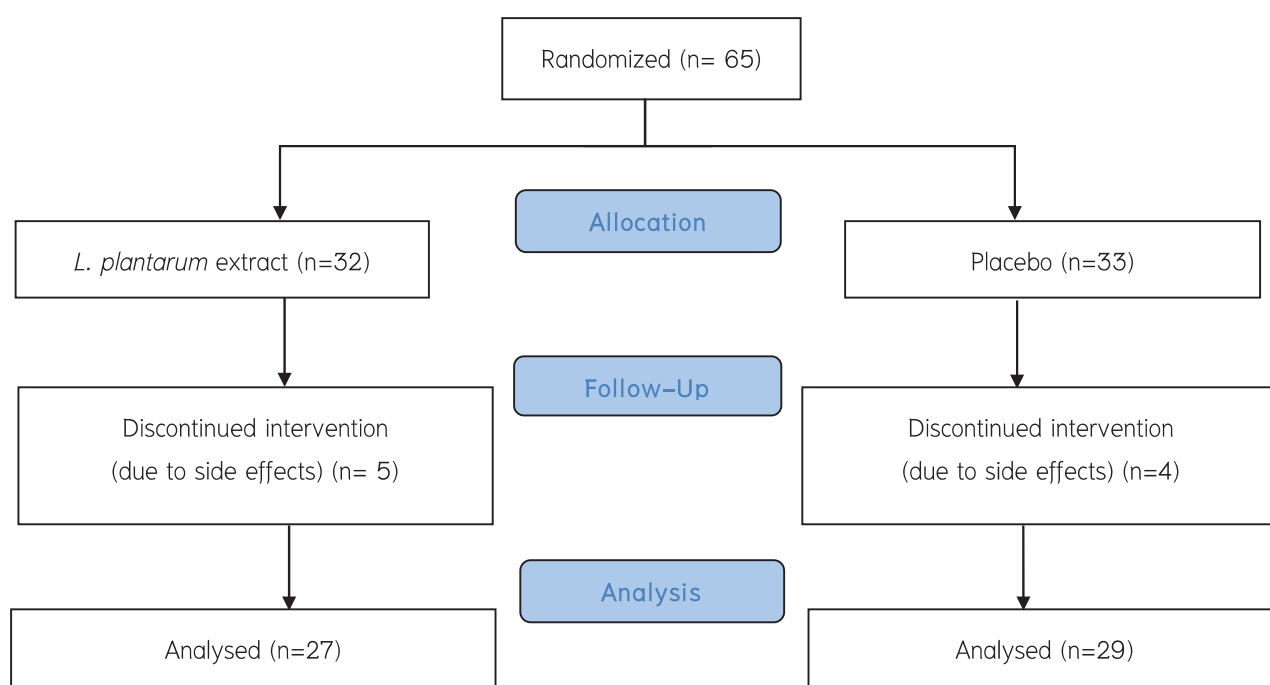 Randomized (n= 65)
Allocation
L. plantarum extract (n=32)
Placebo (n=33)
Follow-Up
Discontinued intervention
(due to side effects) (n= 5)
Discontinued intervention
(due to side effects) (n=4)
Analysis
Analysed (n=27)
Analysed (n=29)